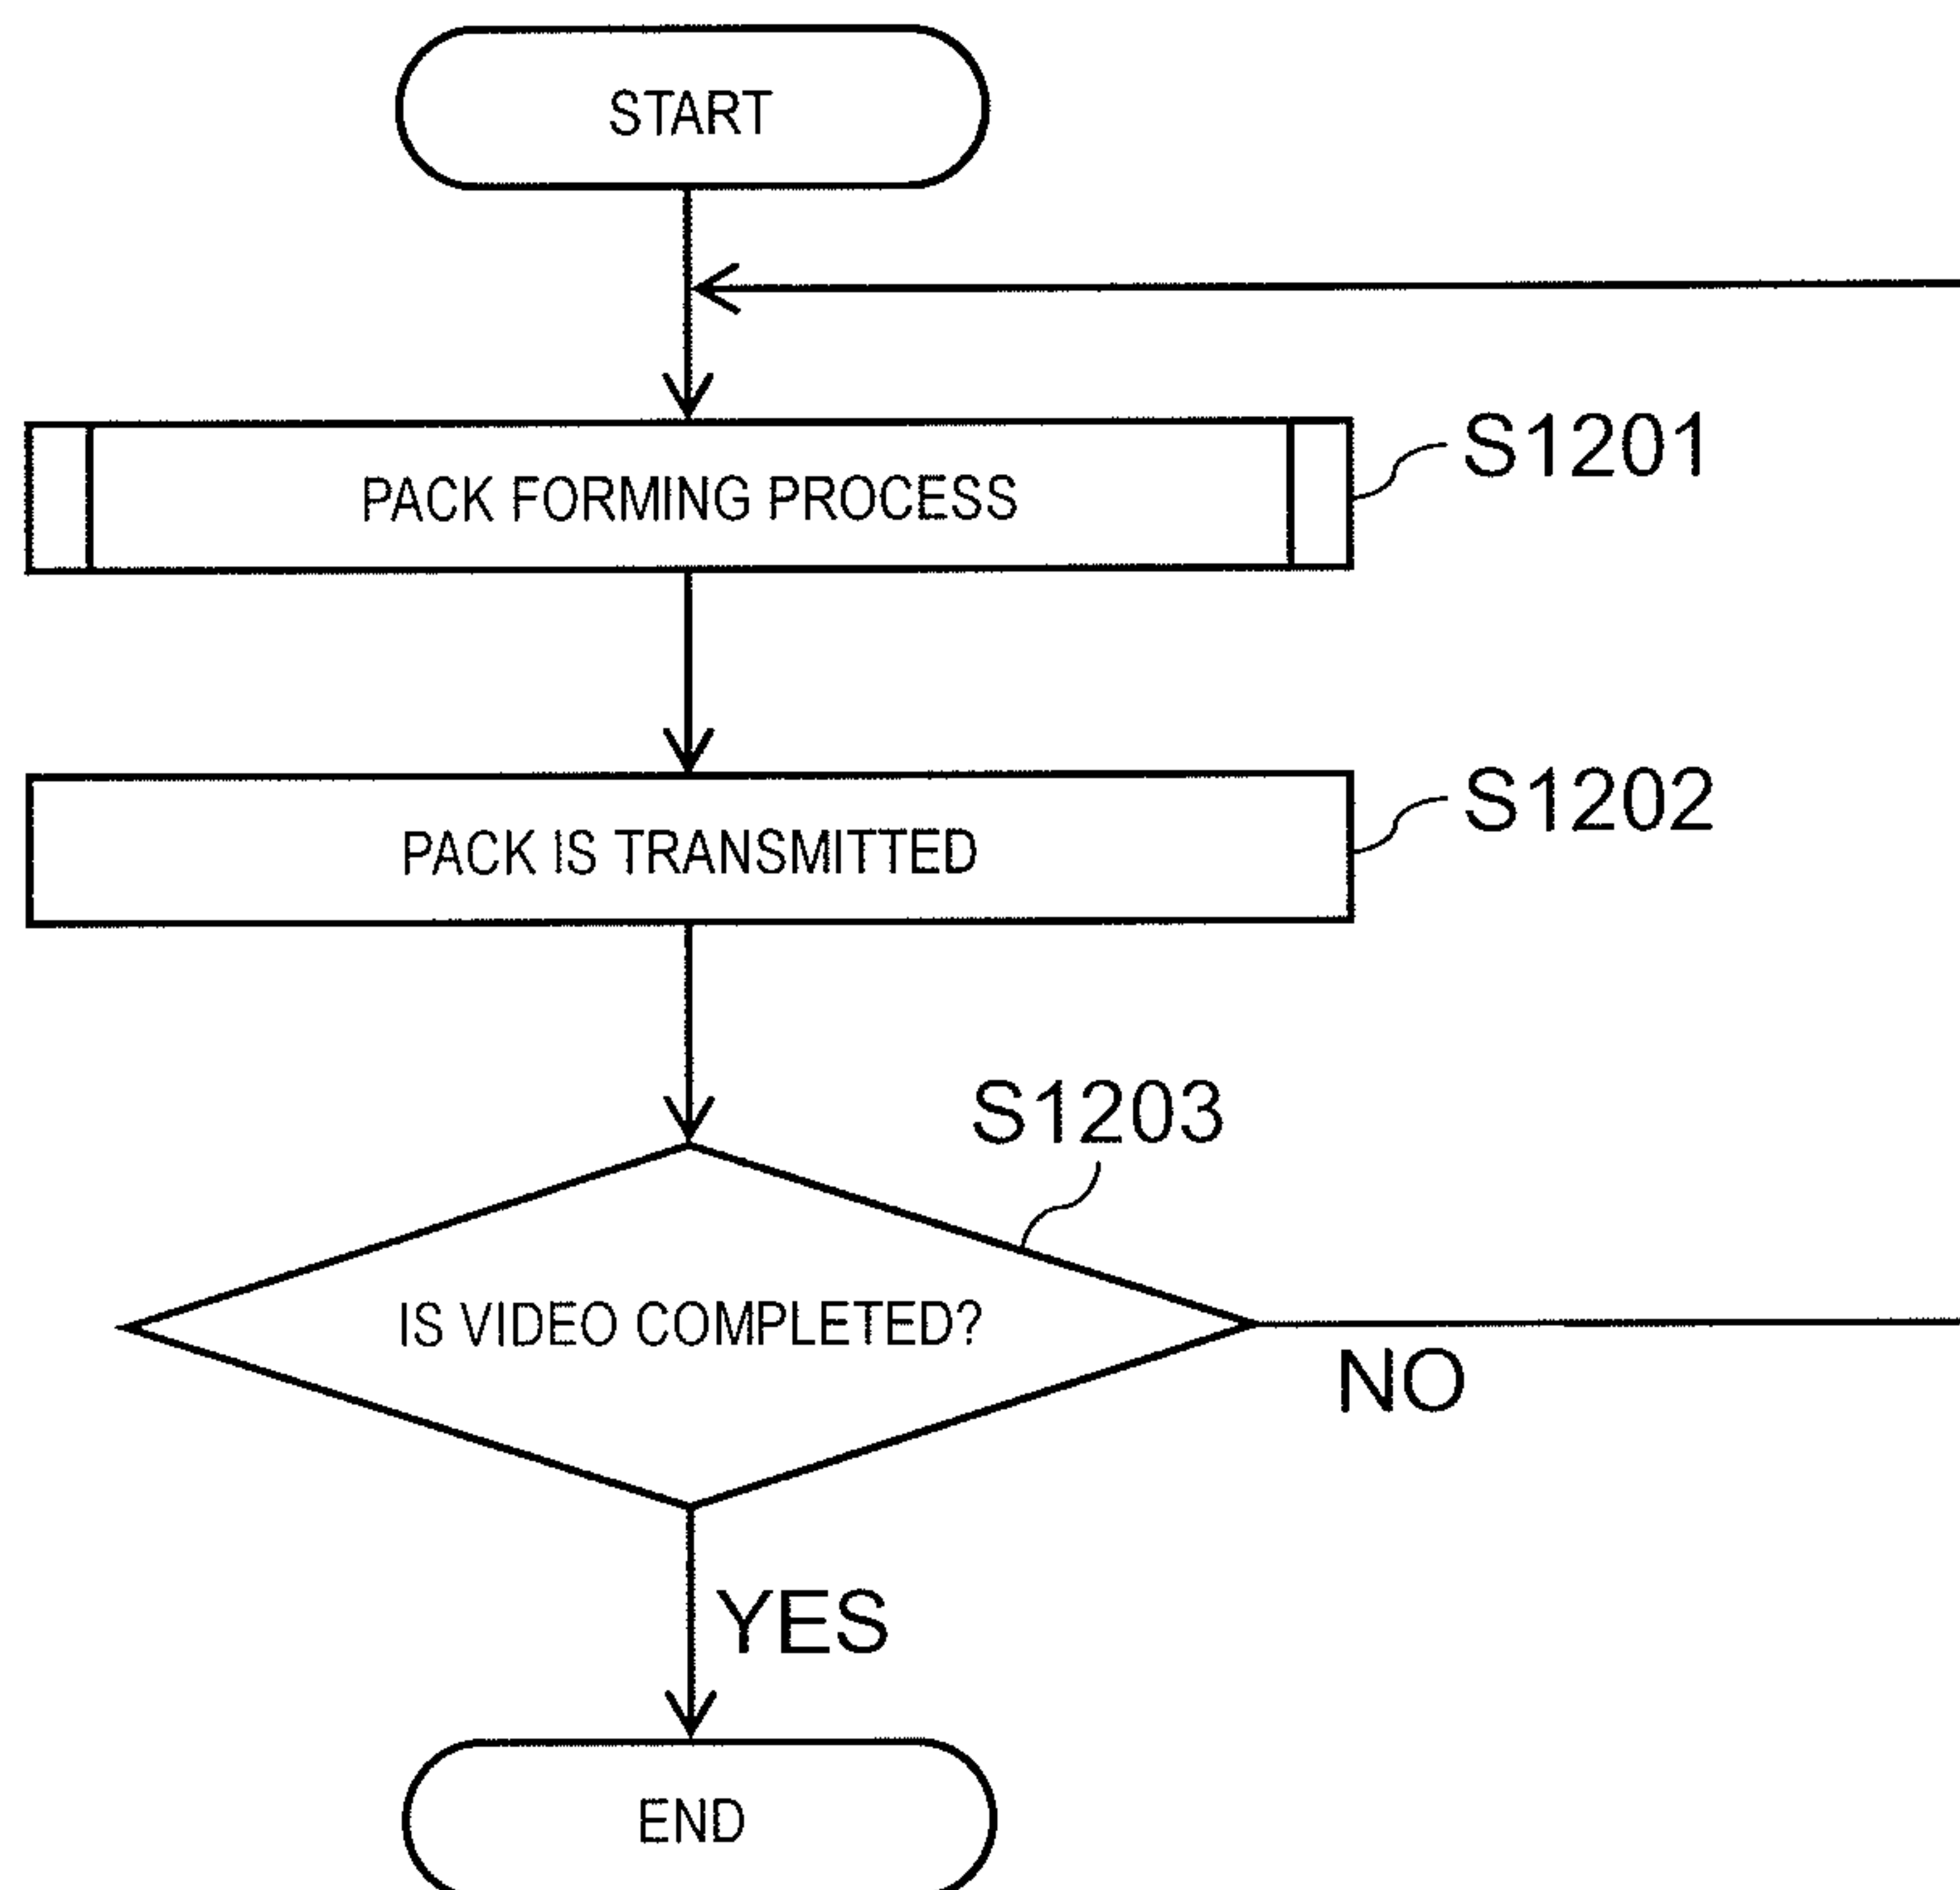 START
PACK FORMING PROCESS
S1201
PACK IS TRANSMITTED
S1202
S1203
IS VIDEO COMPLETED?
NO
YES
END